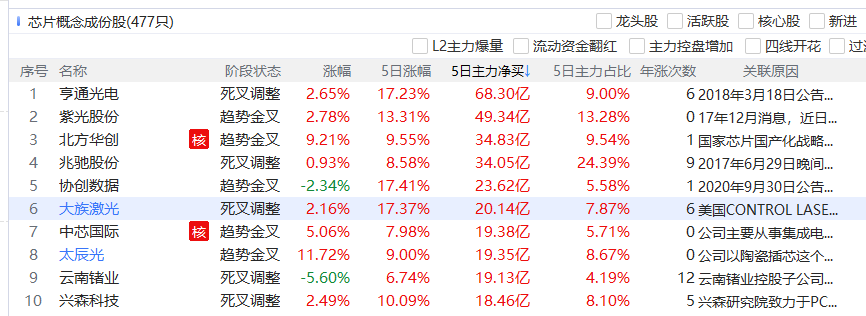 芯片概念成份股(477只) 龙头股 活跃股 核心股 新进
L2主力爆量 流动资金翻红 主力控盘增加 四线开花 过
序号 名称 阶段状态 涨幅 5日涨幅 5日主力净买↓ 5日主力占比 年涨次数 关联原因
1 亨通光电 死叉调整 2.65% 17.23% 68.30亿 9.00% 6 2018年3月18日公告...
2 紫光股份 趋势金叉 2.78% 13.31% 49.34亿 13.28% 0 17年12月消息，近日...
3 北方华创 核 趋势金叉 9.21% 9.55% 34.83亿 9.54% 1 国家芯片国产化战略...
4 兆驰股份 死叉调整 0.93% 8.58% 34.05亿 24.39% 9 2017年6月29日晚间...
5 协创数据 趋势金叉 -2.34% 17.41% 23.62亿 5.58% 1 2020年9月30日公告...
6 大族激光 死叉调整 2.16% 17.37% 20.14亿 7.87% 6 美国CONTROL LASE...
7 中芯国际 核 趋势金叉 5.06% 7.98% 19.38亿 5.71% 0 公司主要从事集成电...
8 太辰光 趋势金叉 11.72% 9.00% 19.35亿 8.67% 0 公司以陶瓷插芯这个...
9 云南锗业 死叉调整 -5.60% 6.74% 19.13亿 4.19% 12 云南锗业控股子公司...
10 兴森科技 死叉调整 2.49% 10.09% 18.46亿 8.10% 5 兴森研究院致力于PC...